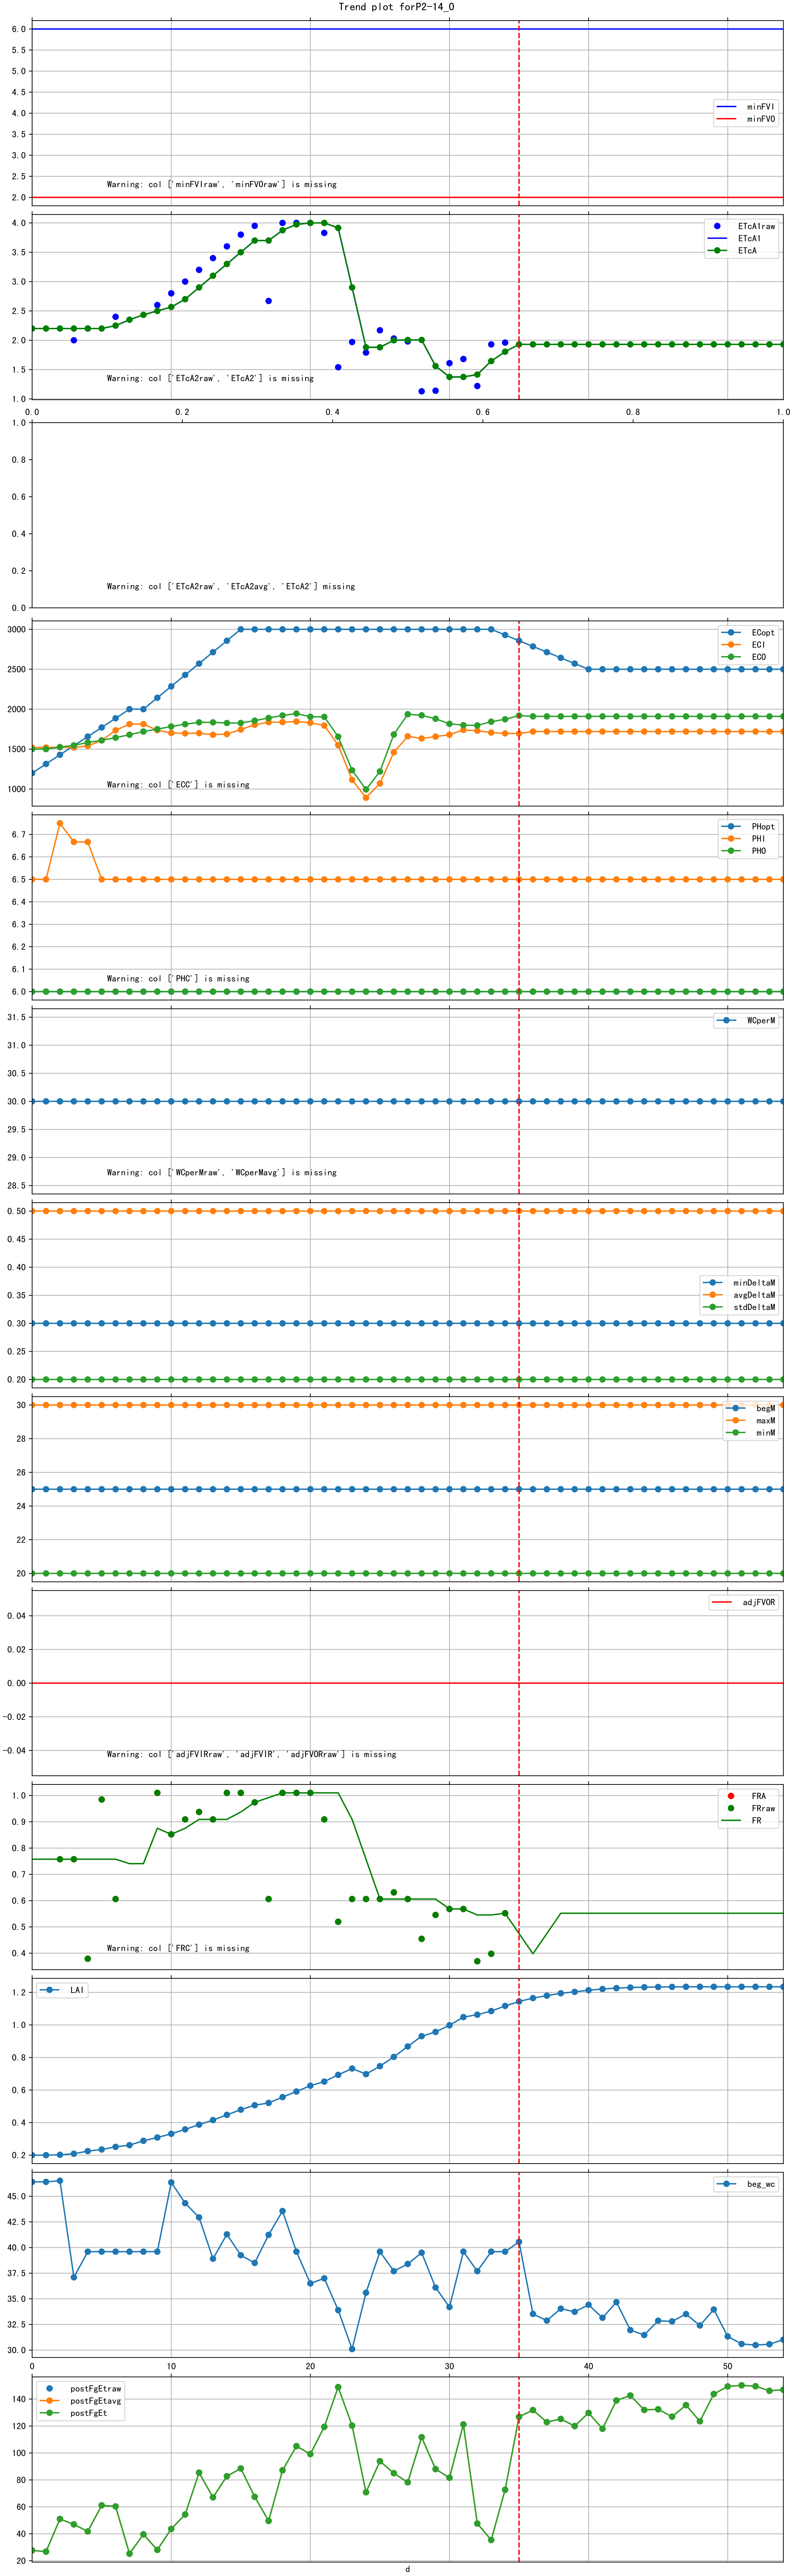 Trend plot forP2-14_0
6.0
5.5
5.0
4.5
4.0
3.5
3.0
2.5
2.0
minFVI
minFVO
Warning: col ['minFVIraw', 'minFVOraw'] is missing
4.0
3.5
3.0
2.5
2.0
1.5
1.0
ETcA1raw
ETcA1
ETcA
Warning: col ['ETcA2raw', 'ETcA2'] is missing
0.0 0.2 0.4 0.6 0.8 1.0
1.0
0.8
0.6
0.4
0.2
0.0
Warning: col ['ETcA2raw', 'ETcA2avg', 'ETcA2'] missing
3000
2500
2000
1500
1000
ECopt
ECI
ECO
Warning: col ['ECC'] is missing
6.7
6.6
6.5
6.4
6.3
6.2
6.1
6.0
PHopt
PHI
PHO
Warning: col ['PHC'] is missing
31.5
31.0
30.5
30.0
29.5
29.0
28.5
WCperM
Warning: col ['WCperMraw', 'WCperMavg'] is missing
0.50
0.45
0.40
0.35
0.30
0.25
0.20
minDeltaM
avgDeltaM
stdDeltaM
30
28
26
24
22
20
begM
maxM
minM
0.04
0.02
0.00
-0.02
-0.04
adjFVOR
Warning: col ['adjFVIRraw', 'adjFVIR', 'adjFVORraw'] is missing
1.0
0.9
0.8
0.7
0.6
0.5
0.4
FRA
FRraw
FR
Warning: col ['FRC'] is missing
1.2
1.0
0.8
0.6
0.4
0.2
LAI
45.0
42.5
40.0
37.5
35.0
32.5
30.0
beg_wc
0 10 20 30 40 50
140
120
100
80
60
40
20
postFgEtraw
postFgEtavg
postFgEt
d